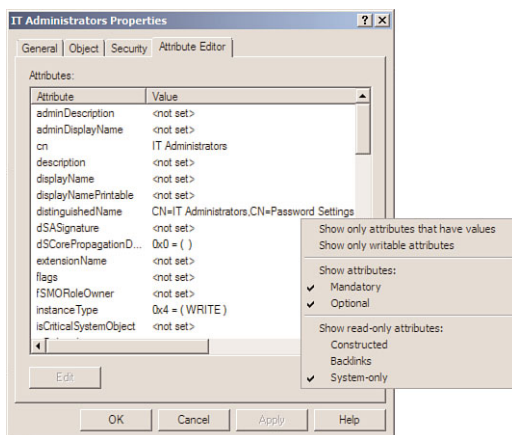 IT Administrators Properties
General Object Security Attribute Editor
Attributes:
Attribute Value
adminDescription <not set>
adminDisplayName <not set>
cn IT Administrators
description <not set>
displayName <not set>
displayNamePrintable <not set>
distinguishedName CN=IT Administrators,CN=Password Settings
dSASignature <not set>
dSCorePropagationD... 0x0 = ( )
extensionName <not set>
flags <not set>
fSMORoleOwner <not set>
instanceType 0x4 = ( WRITE )
isCriticalSystemObject <not set>
Edit
OK Cancel Apply Help
Show only attributes that have values
Show only writable attributes
Show attributes:
Mandatory
Optional
Show read-only attributes:
Constructed
Backlinks
System-only